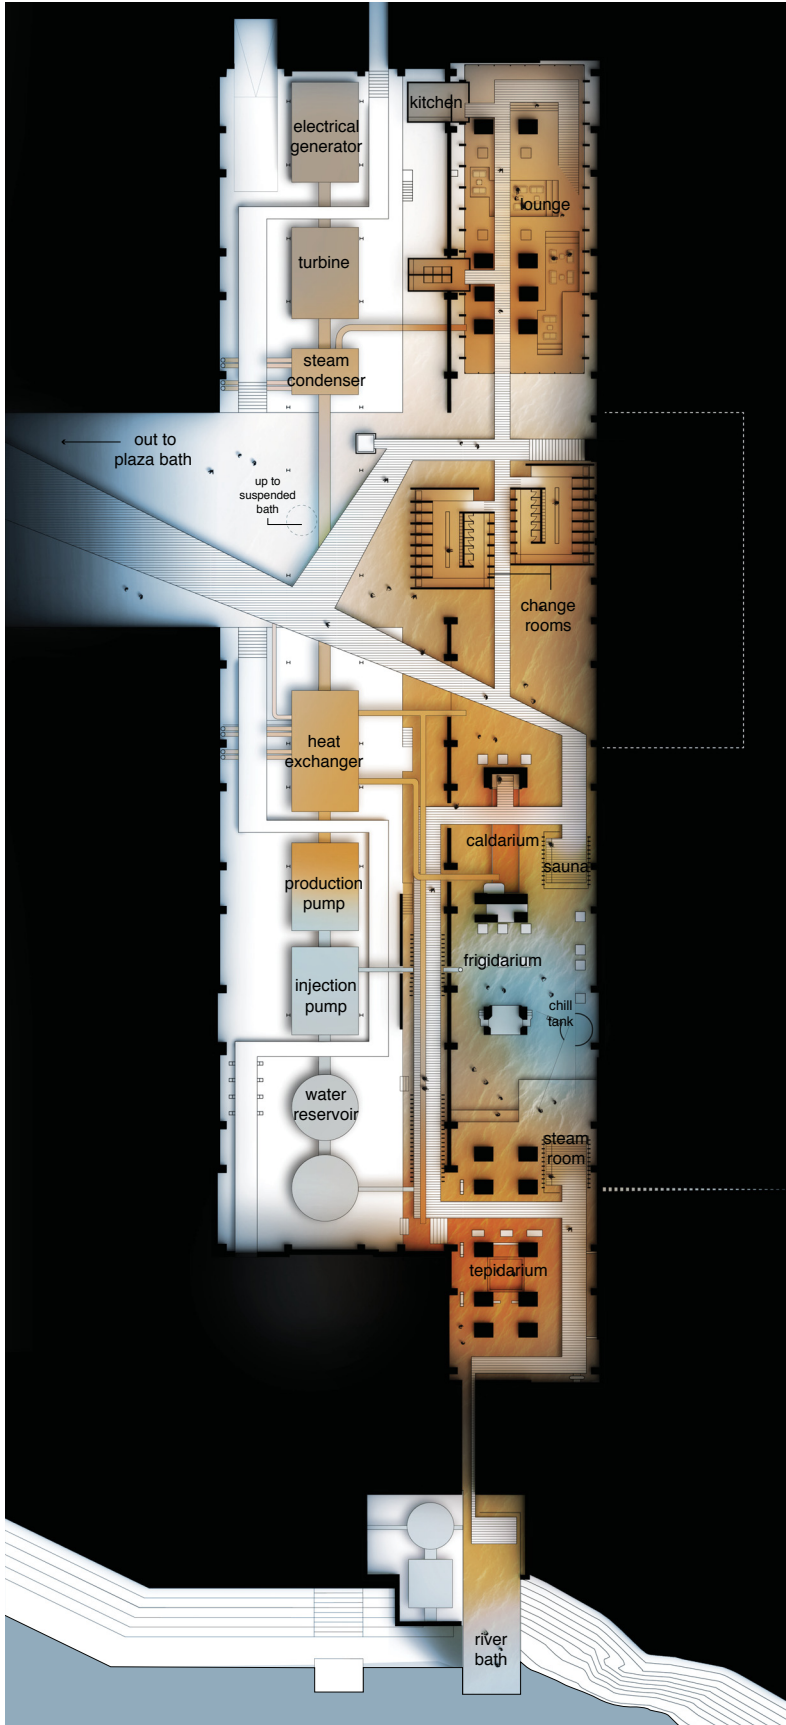 kitchen
electrical
generator
lounge
turbine
steam
condenser
out to
plaza bath
up to
suspended
bath
change
rooms
heat
exchanger
caldarium
sauna
production
pump
frigidarium
injection
pump
chill
tank
water
reservoir
steam
room
tepidarium
river
bath